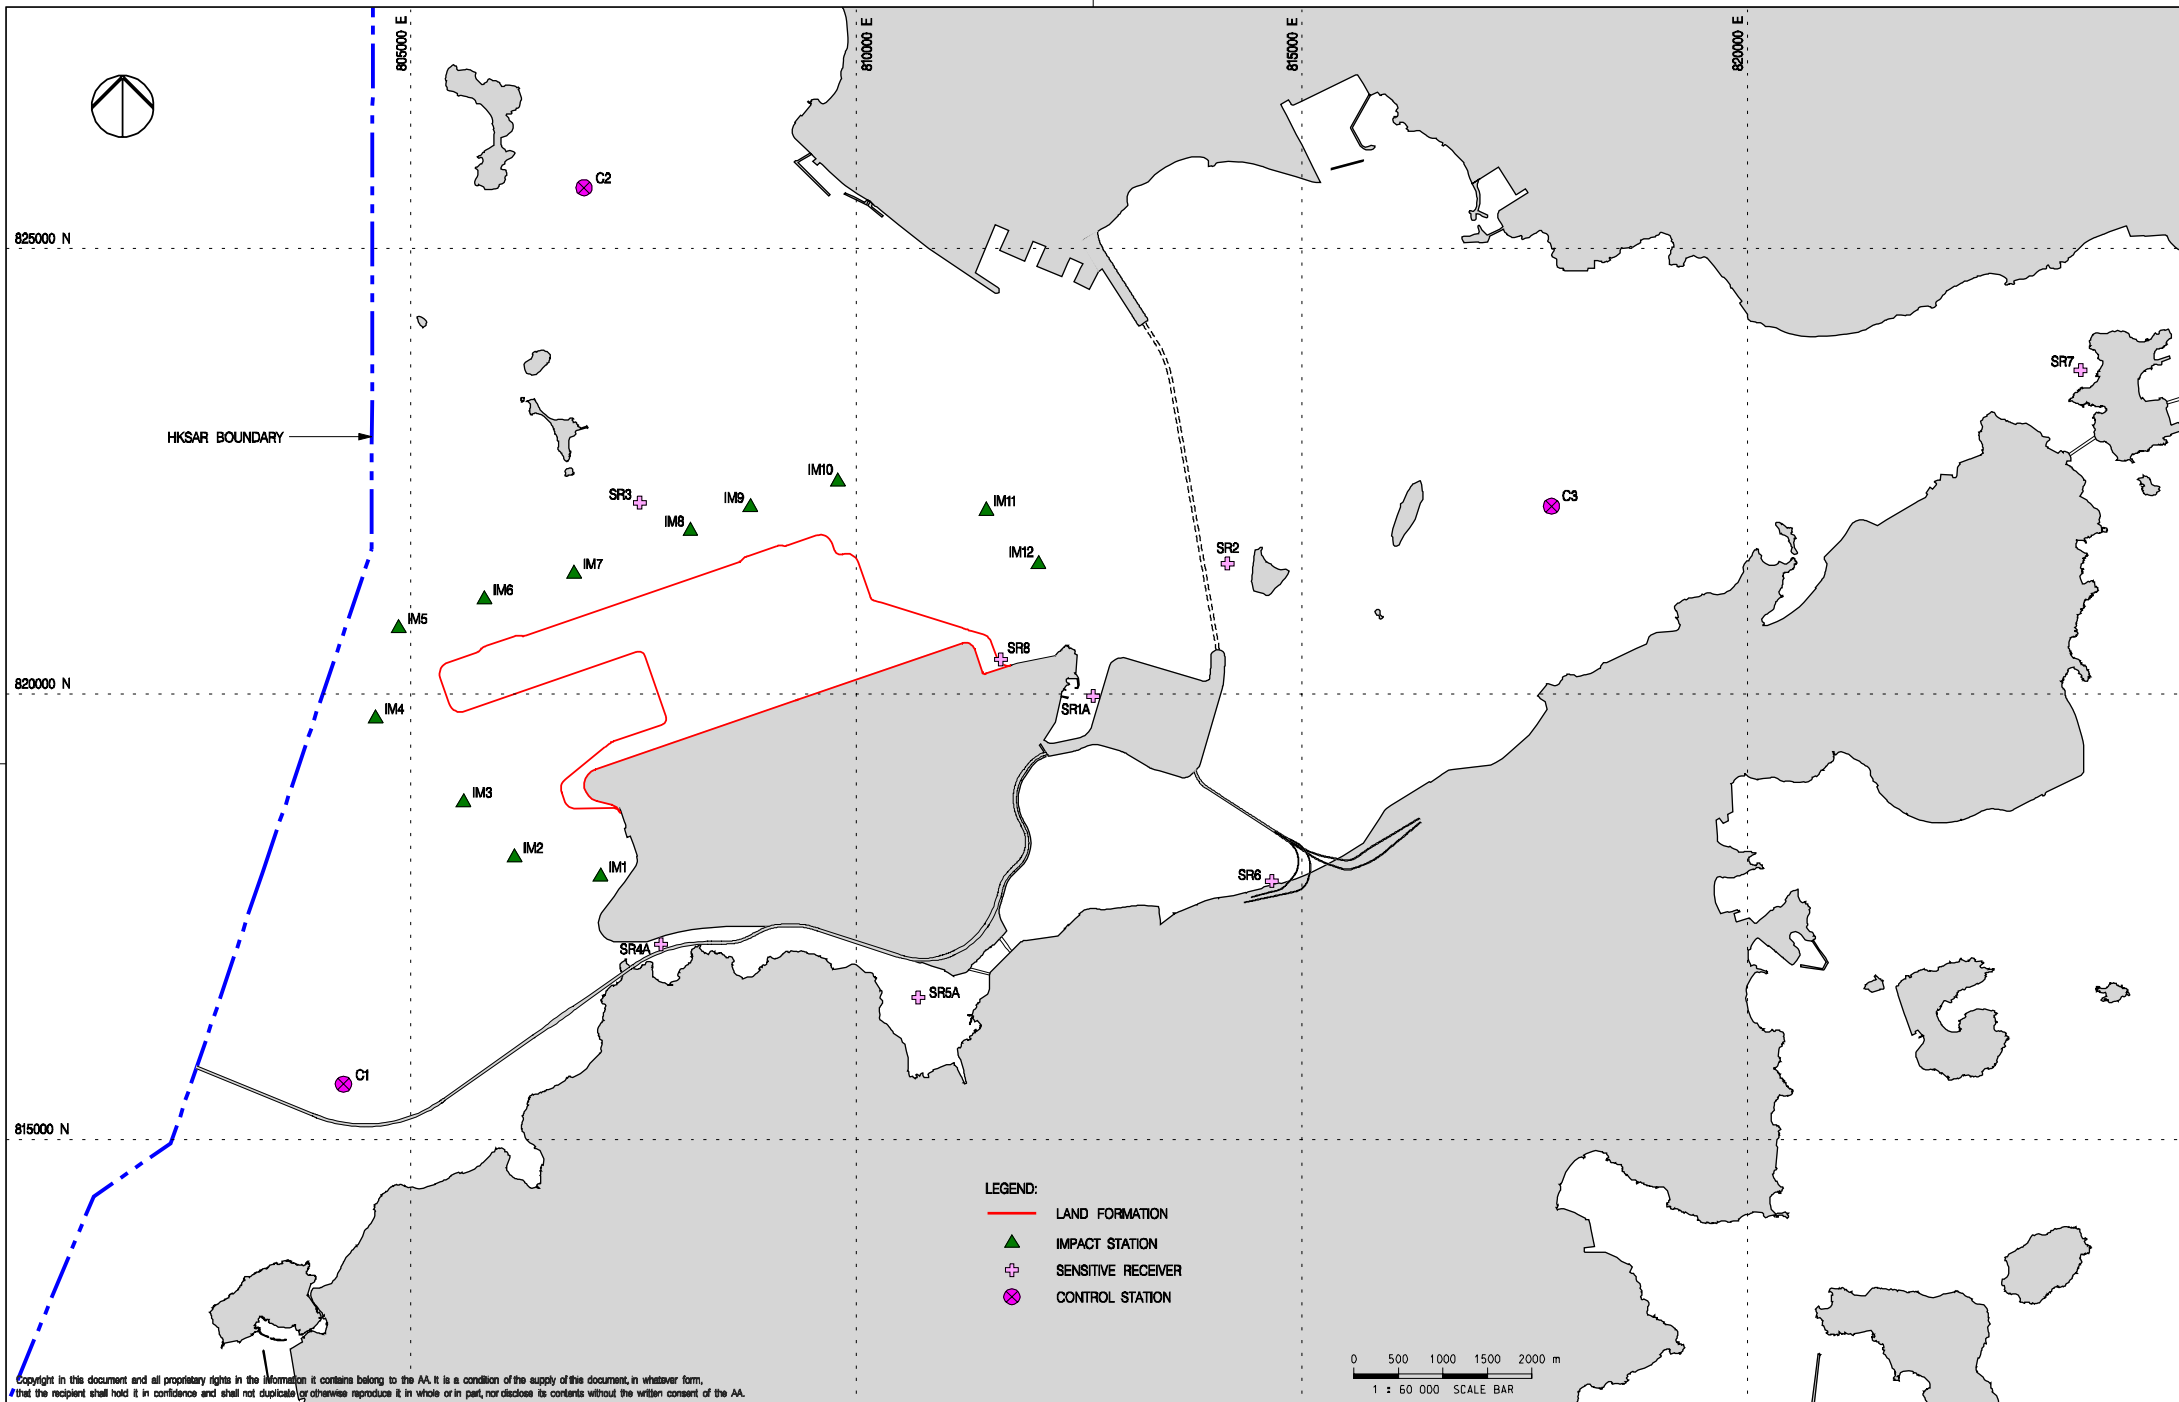 805000 E
810000 E
815000 E
820000 E
C2
825000 N
SR7
HKSAR BOUNDARY
IM10
SR3
IM9
C3
IM11
IM8
SR2
IM12
IM7
IM6
IM5
SR8
820000 N
SR1A
IM4
IM3
IM2
IM1
SR6
SR4A
SR5A
C1
815000 N
LEGEND:
LAND FORMATION
IMPACT STATION
SENSITIVE RECEIVER
CONTROL STATION
0 500 1000 1500 2000 m
1 : 60 000 SCALE BAR
Copyright in this document and all proprietary rights in the information it contains belong to the AA. It is a condition of the supply of this document, in whatever form,
that the recipient shall hold it in confidence and shall not duplicate or otherwise reproduce it in whole or in part, nor disclose its contents without the written consent of the AA.